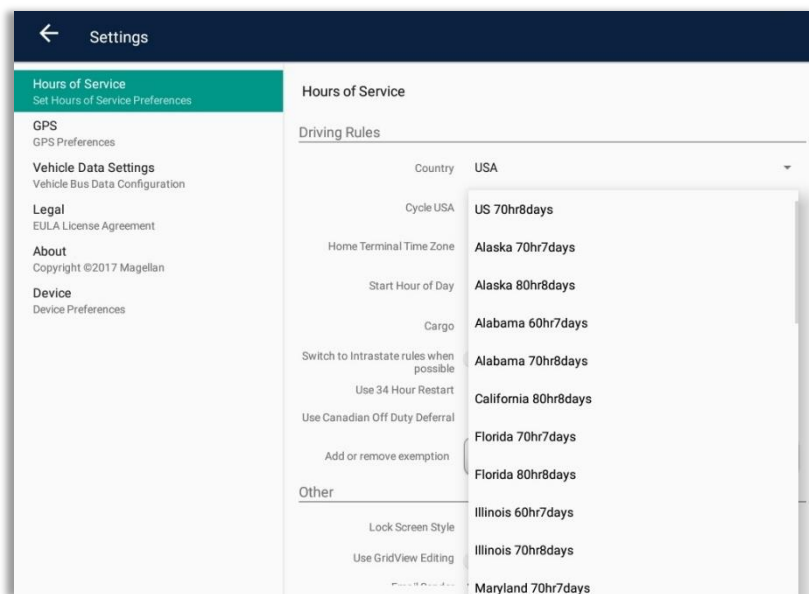 Settings
Hours of Service
Set Hours of Service Preferences
GPS
GPS Preferences
Vehicle Data Settings
Vehicle Bus Data Configuration
Legal
EULA License Agreement
About
Copyright ©2017 Magellan
Device
Device Preferences
Hours of Service
Driving Rules
Country
USA
Cycle USA
Home Terminal Time Zone
Start Hour of Day
Cargo
Switch to Intrastate rules when
possible
Use 34 Hour Restart
Use Canadian Off Duty Deferral
Add or remove exemption
Other
Lock Screen Style
Use GridView Editing
US 70hr8days
Alaska 70hr7days
Alaska 80hr8days
Alabama 60hr7days
Alabama 70hr8days
California 80hr8days
Florida 70hr7days
Florida 80hr8days
Illinois 60hr7days
Illinois 70hr8days
Maryland 70hr7days